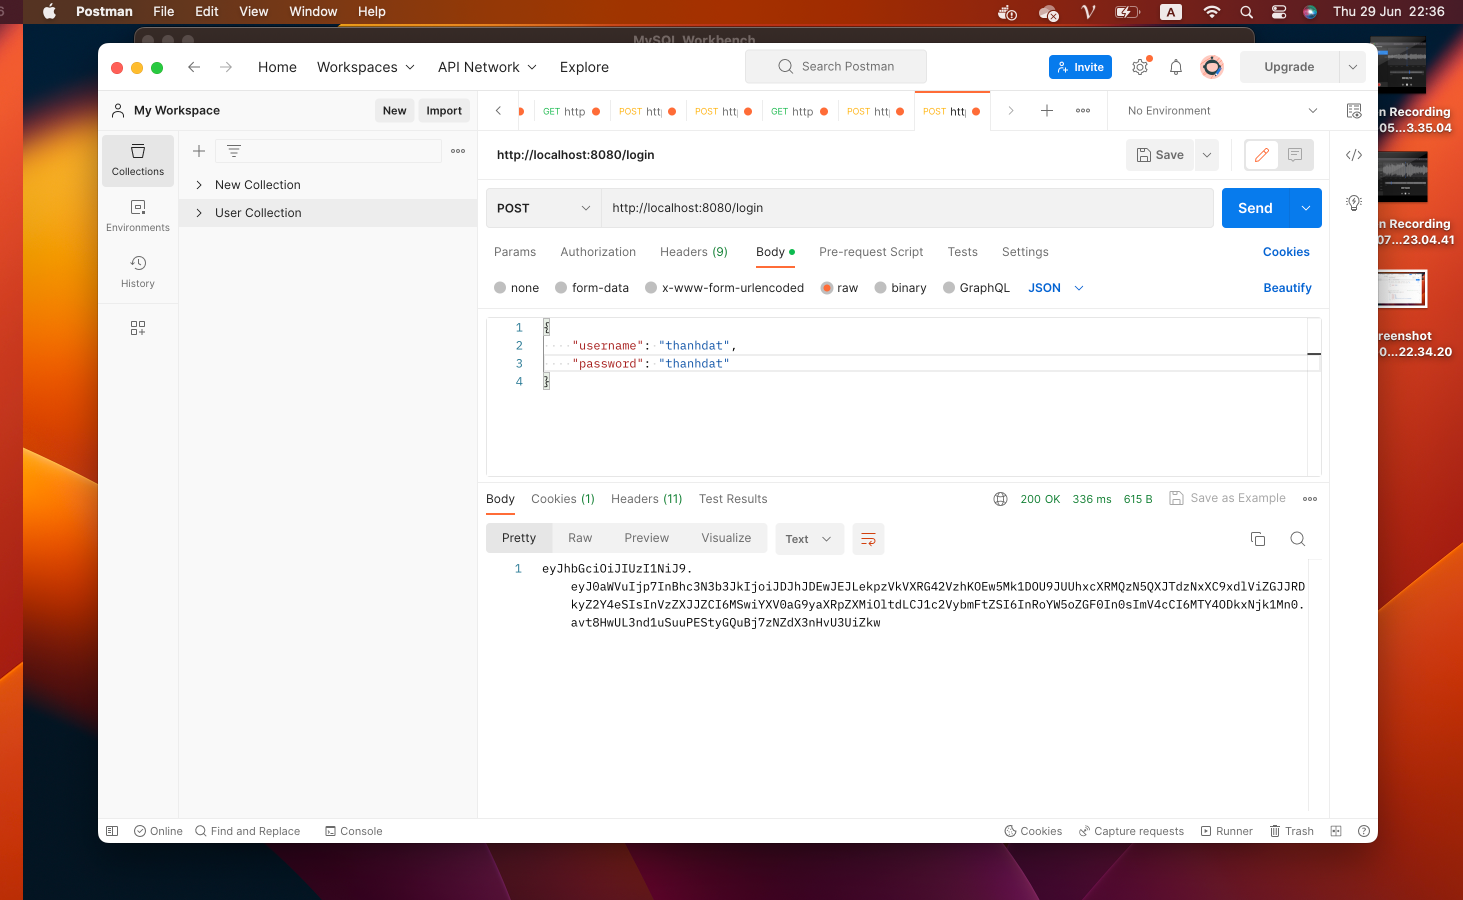 6
Postman File Edit View Window Help
A
Thu 29 Jun 22:36
MySQL Workbench
Home Workspaces API Network Explore
Search Postman
Invite
Upgrade
My Workspace
New Import
GET http
POST htt
POST htt
GET http
POST htt
POST htt
No Environment
n Recording
05...3.35.04
Collections
Environments
History
New Collection
User Collection
http://localhost:8080/login
Save
POST http://localhost:8080/login
Send
n Recording
07...23.04.41
Params Authorization Headers (9) Body Pre-request Script Tests Settings
Cookies
none form-data x-www-form-urlencoded raw binary GraphQL JSON
Beautify
reenshot
0...22.34.20
1 {
2 "username": "thanhdat",
3 "password": "thanhdat"
4 }
Body Cookies (1) Headers (11) Test Results
200 OK 336 ms 615 B Save as Example
Pretty Raw Preview Visualize Text
1 eyJhbGciOiJIUzI1NiJ9.
eyJ0aWVuIjp7InBhc3N3b3JkIjoiJDJhJDEwJEJLekpzVkVXRG42VzhKOEw5Mk1DOU9JUUhxcXRMQzN5QXJTdzNxXC9xdlViZGJJRD
kyZ2Y4eSIsInVzZXJJZCI6MSwiYXV0aG9yaXRpZXMiOltdLCJ1c2VybmFtZSI6InRoYW5oZGF0In0sImV4cCI6MTY4ODkxNjk1Mn0.
avt8HwUL3nd1uSuuPEStyGQuBj7zNZdX3nHvU3UiZkw
Online Find and Replace Console
Cookies Capture requests Runner Trash